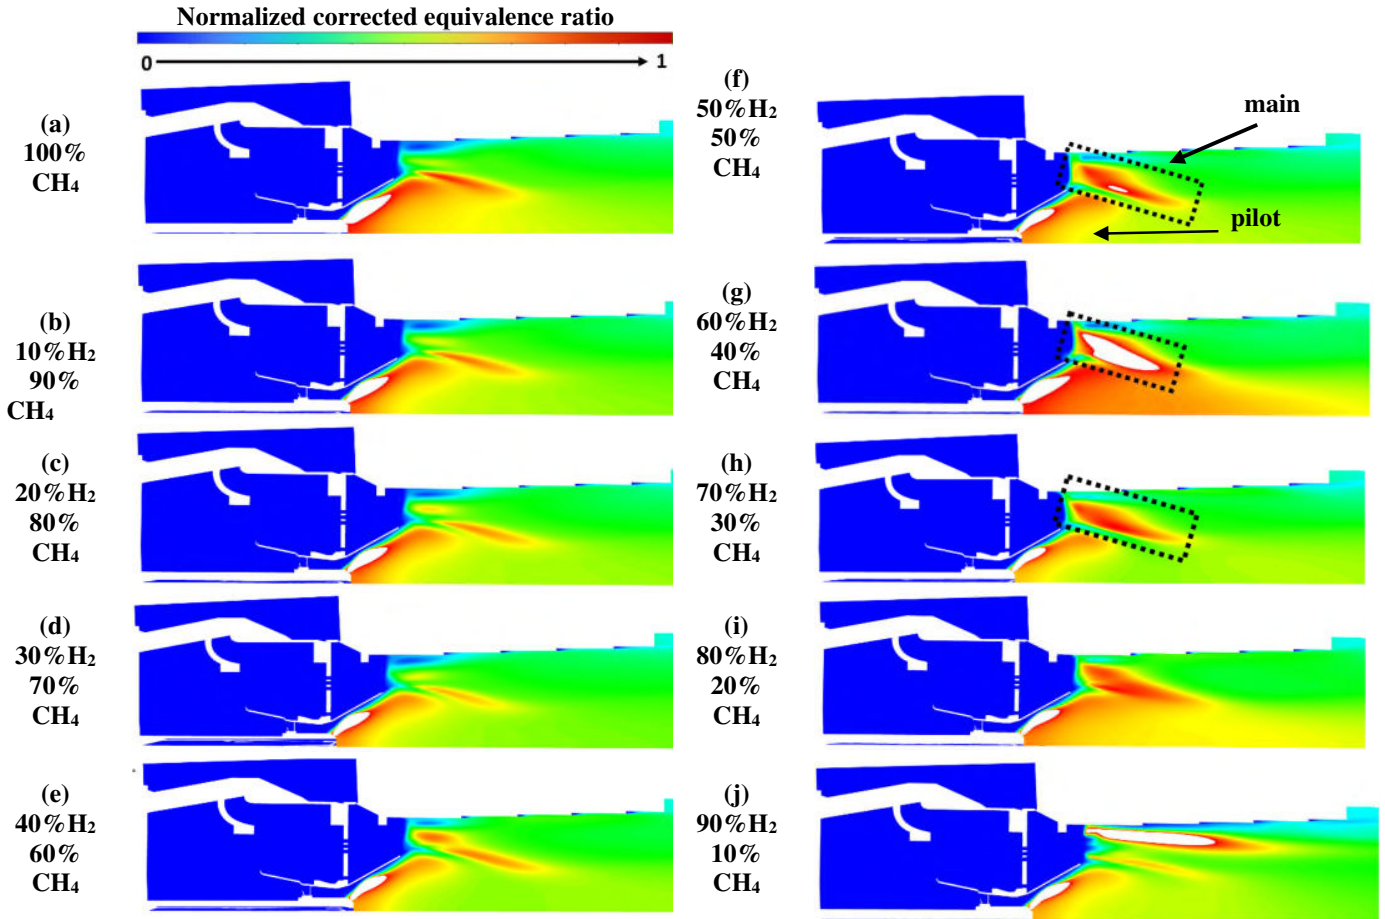 Normalized corrected equivalence ratio
0
1
(a)
100%
CH₄
(b)
10%H₂
90%
CH₄
(c)
20%H₂
80%
CH₄
(d)
30%H₂
70%
CH₄
(e)
40%H₂
60%
CH₄
(f)
50%H₂
50%
CH₄
main
pilot
(g)
60%H₂
40%
CH₄
(h)
70%H₂
30%
CH₄
(i)
80%H₂
20%
CH₄
(j)
90%H₂
10%
CH₄